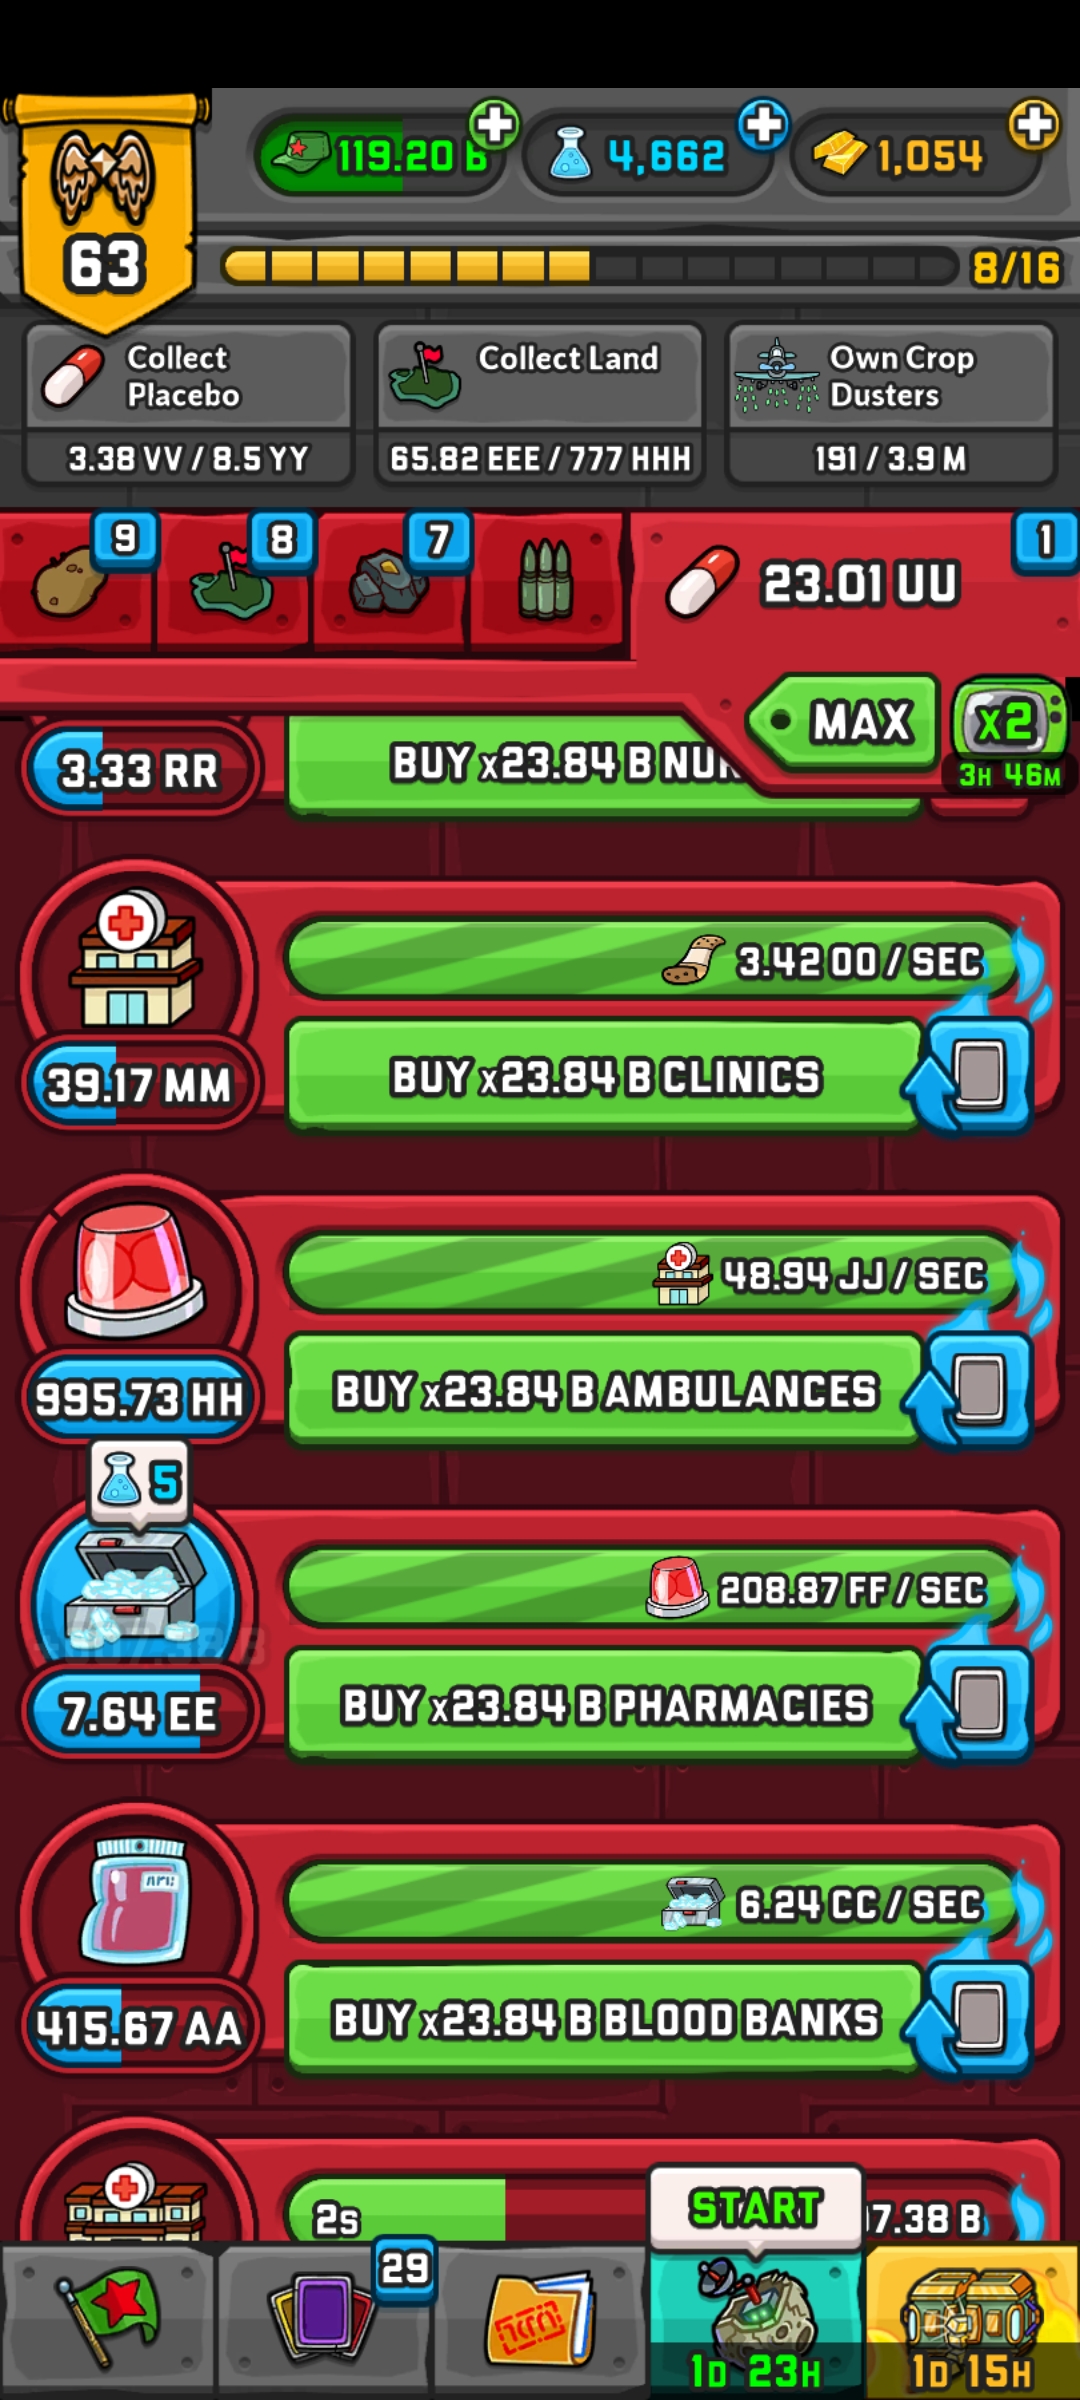 119.20 B
4,662
1,054
63
8/16
Collect
Placebo
Collect Land
Own Crop
Dusters
3.38 VV / 8.5 YY
65.82 EEE / 777 HHH
191 / 3.9 M
9
8
7
1
23.01 UU
MAX
x2
3H 46M
3.33 RR
BUY x23.84 B
3.42 OO / SEC
39.17 MM
BUY x23.84 B CLINICS
48.94 JJ / SEC
995.73 HH
BUY x23.84 B AMBULANCES
5
208.87 FF / SEC
7.64 EE
BUY x23.84 B PHARMACIES
6.24 CC / SEC
415.67 AA
BUY x23.84 B BLOOD BANKS
2s
7.38 B
START
29
1D 23H
1D 15H